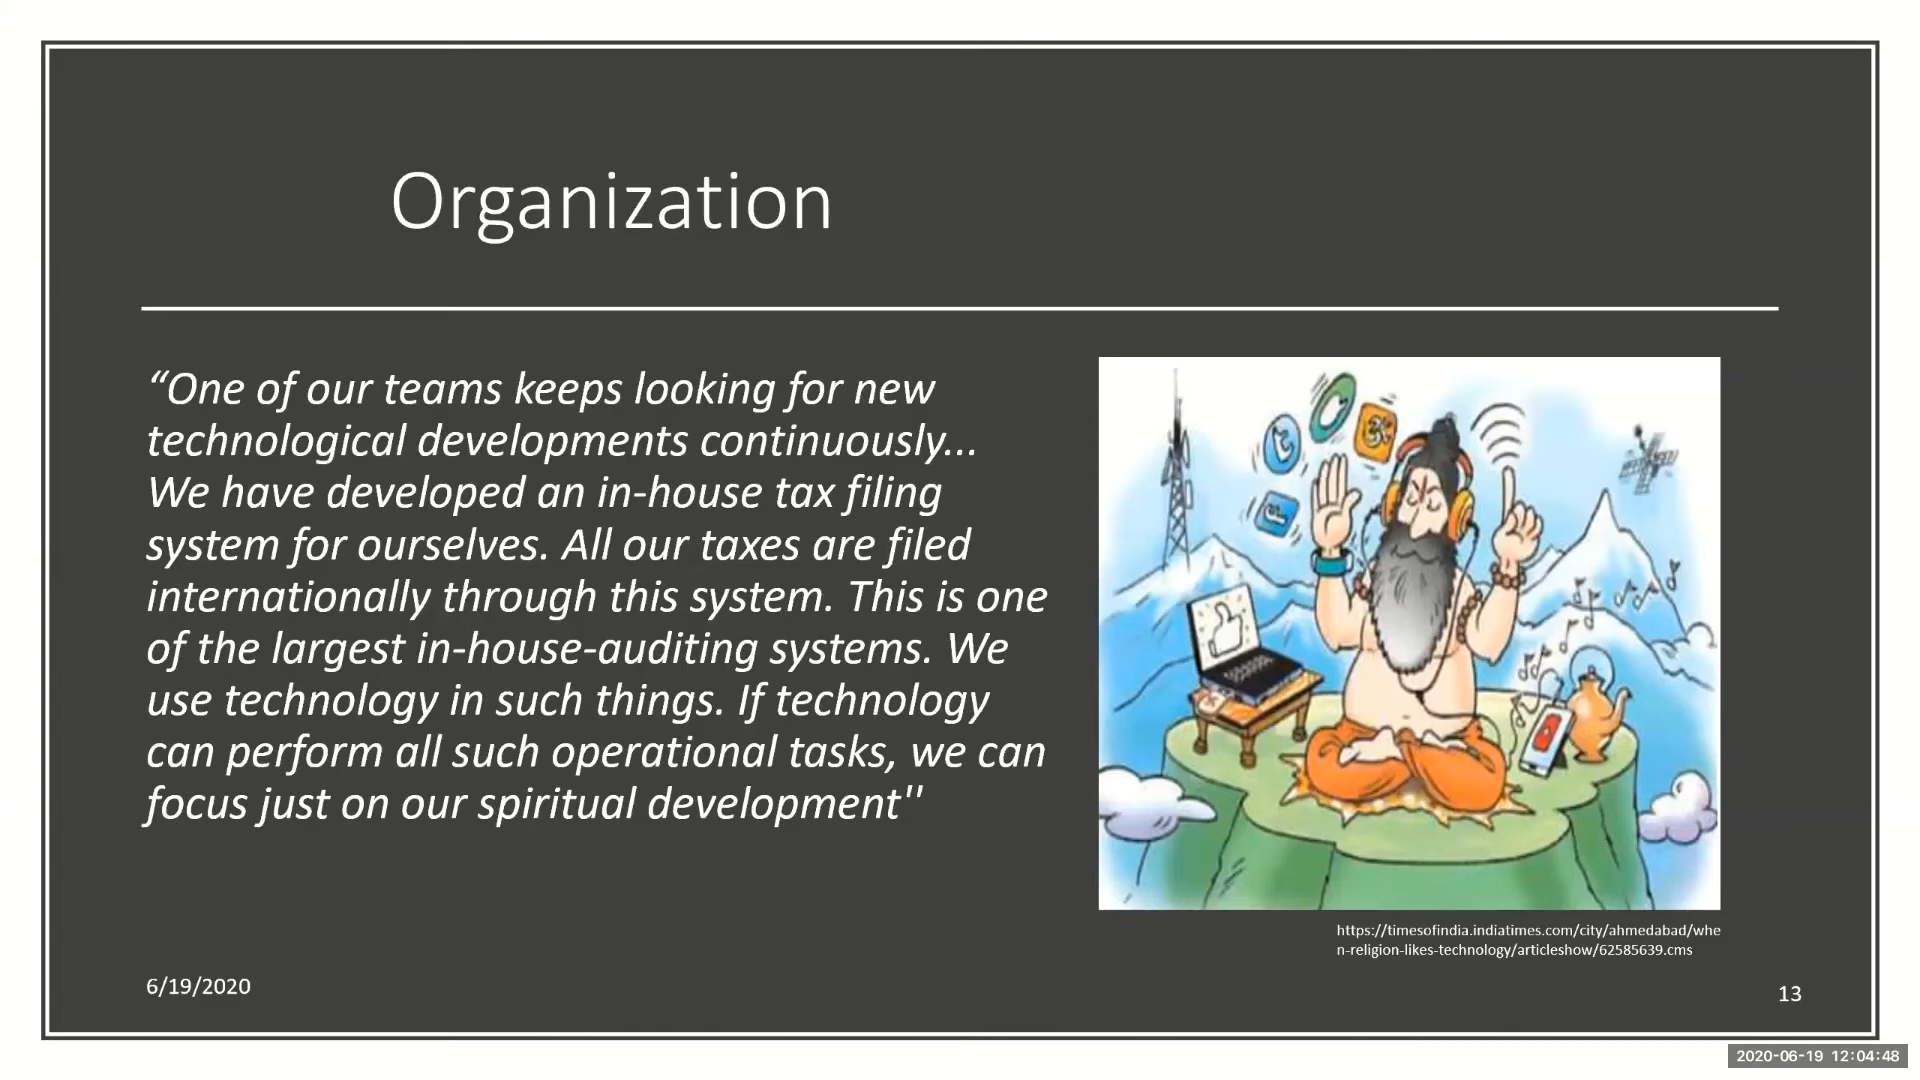 Organization
“One of our teams keeps looking for new
technological developments continuously...
We have developed an in-house tax filing
system for ourselves. All our taxes are filed
internationally through this system. This is one
of the largest in-house-auditing systems. We
use technology in such things. If technology
can perform all such operational tasks, we can
focus just on our spiritual development''
https://timesofindia.indiatimes.com/city/ahmedabad/whe
n-religion-likes-technology/articleshow/62585639.cms
6/19/2020
13
2020-06-19 12:04:48